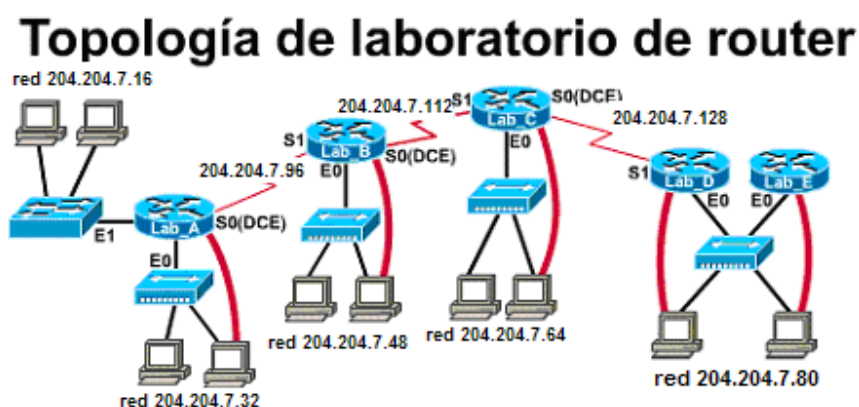 Topología de laboratorio de router
red 204.204.7.16
204.204.7.112
S1
S0(DCE)
Lab_C
E0
204.204.7.128
S1
Lab_B
S0(DCE)
E0
204.204.7.96
S1
Lab_D
E0
Lab_E
E0
Lab_A
S0(DCE)
E1
E0
red 204.204.7.48
red 204.204.7.64
red 204.204.7.80
red 204.204.7.32